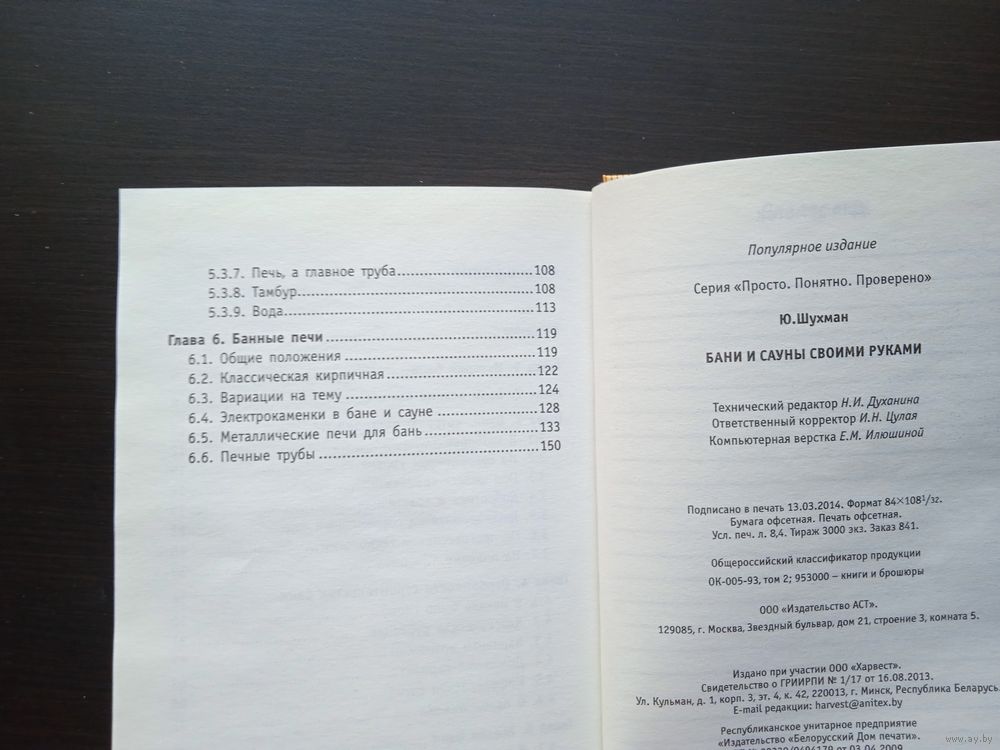 5.3.7. Печь, а главное труба....................108
5.3.8. Тамбур....................108
5.3.9. Вода....................113
Глава 6. Банные печи....................119
6.1. Общие положения....................119
6.2. Классическая кирпичная....................122
6.3. Вариации на тему....................124
6.4. Электрокаменки в бане и сауне....................128
6.5. Металлические печи для бань....................133
6.6. Печные трубы....................150
Популярное издание
Серия «Просто. Понятно. Проверено»
Ю.Шухман
БАНИ И САУНЫ СВОИМИ РУКАМИ
Технический редактор Н.И. Духанина
Ответственный корректор И.Н. Цулая
Компьютерная верстка Е.М. Илюшиной
Подписано в печать 13.03.2014. Формат 84×108¹/₃₂.
Бумага офсетная. Печать офсетная.
Усл. печ. л. 8,4. Тираж 3000 экз. Заказ 841.
Общероссийский классификатор продукции
ОК-005-93, том 2; 953000 – книги и брошюры
ООО «Издательство АСТ».
129085, г. Москва, Звездный бульвар, дом 21, строение 3, комната 5.
Издано при участии ООО «Харвест».
Свидетельство о ГРИИРПИ № 1/17 от 16.08.2013.
Ул. Кульман, д. 1, корп. 3, эт. 4, к. 42, 220013, г. Минск, Республика Беларусь.
E-mail редакции: harvest@anitex.by
Республиканское унитарное предприятие
«Издательство «Белорусский Дом печати».
от 03.04.2009
www.ay.by